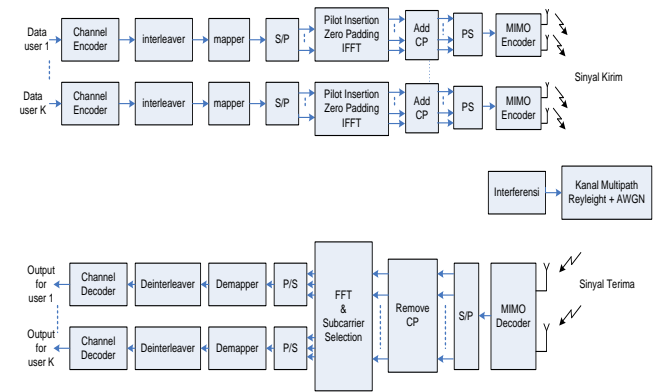 Data
user 1
Channel
Encoder
interleaver
mapper
S/P
Pilot Insertion
Zero Padding
IFFT
Add
CP
PS
MIMO
Encoder
Sinyal Kirim
Data
user K
Channel
Encoder
interleaver
mapper
S/P
Pilot Insertion
Zero Padding
IFFT
Add
CP
PS
MIMO
Encoder
Interferensi
Kanal Multipath
Reyleight + AWGN
Output
for
user 1
Channel
Decoder
Deinterleaver
Demapper
P/S
FFT
&
Subcarrier
Selection
Remove
CP
S/P
MIMO
Decoder
Sinyal Terima
Output
for
user K
Channel
Decoder
Deinterleaver
Demapper
P/S